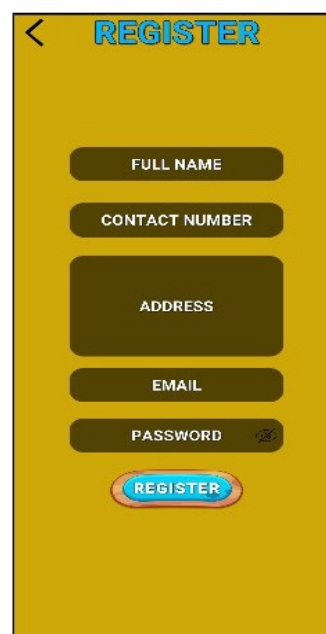 REGISTER
FULL NAME
CONTACT NUMBER
ADDRESS
EMAIL
PASSWORD
REGISTER